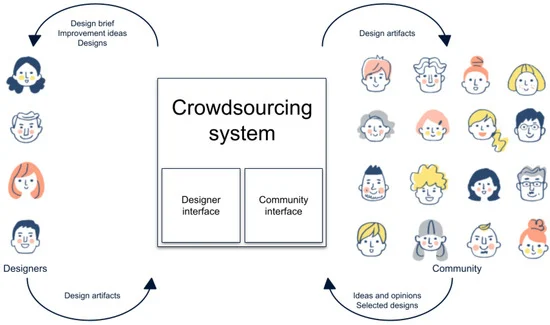 Design brief
Improvement ideas
Designs
Design artifacts
Crowdsourcing
system
Designer
interface
Community
interface
Designers
Community
Design artifacts
Ideas and opinions
Selected designs